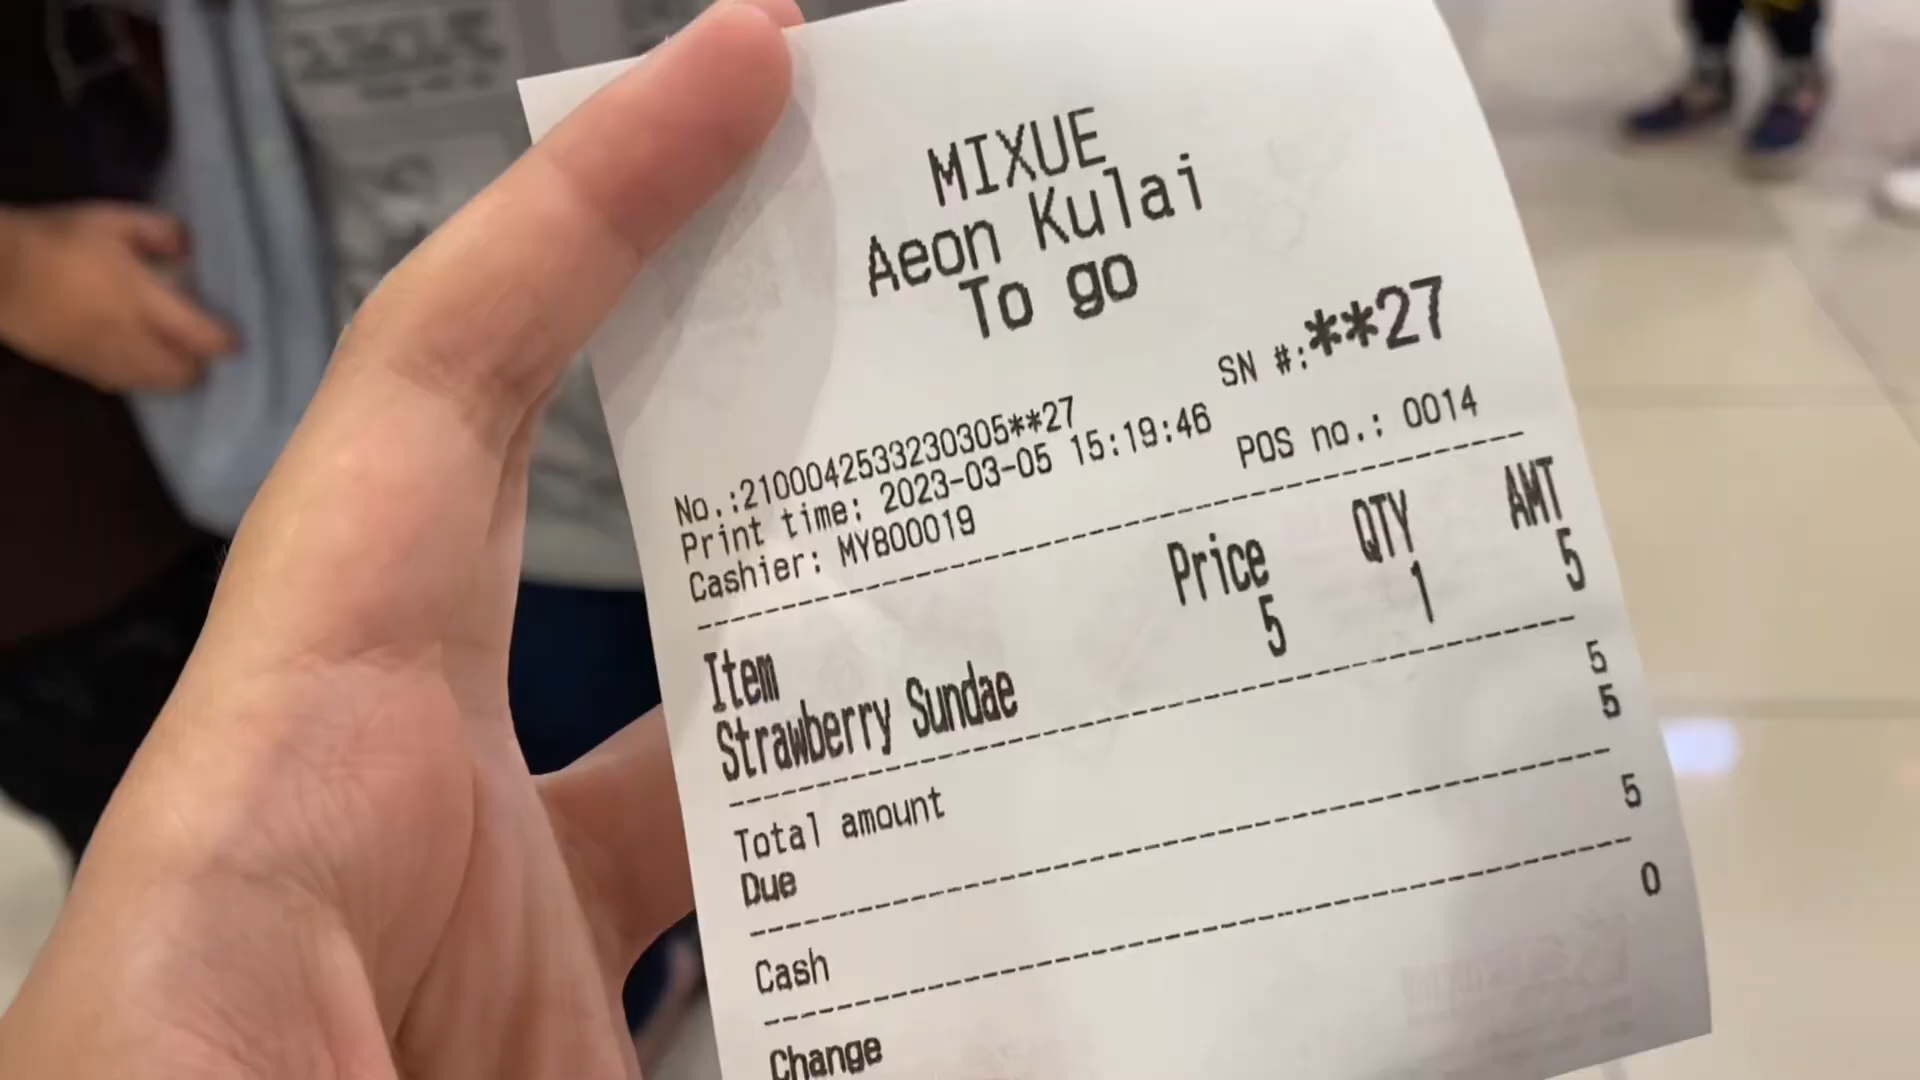 MIXUE
Aeon Kulai
To go
SN #:**27
No.:2100042533230305**27
Print time: 2023-03-05 15:19:46
Cashier: MY800019 POS no.: 0014
Item Price QTY AMT
Strawberry Sundae 5 1 5
Total amount 5
Due 5
Cash 5
Change 0